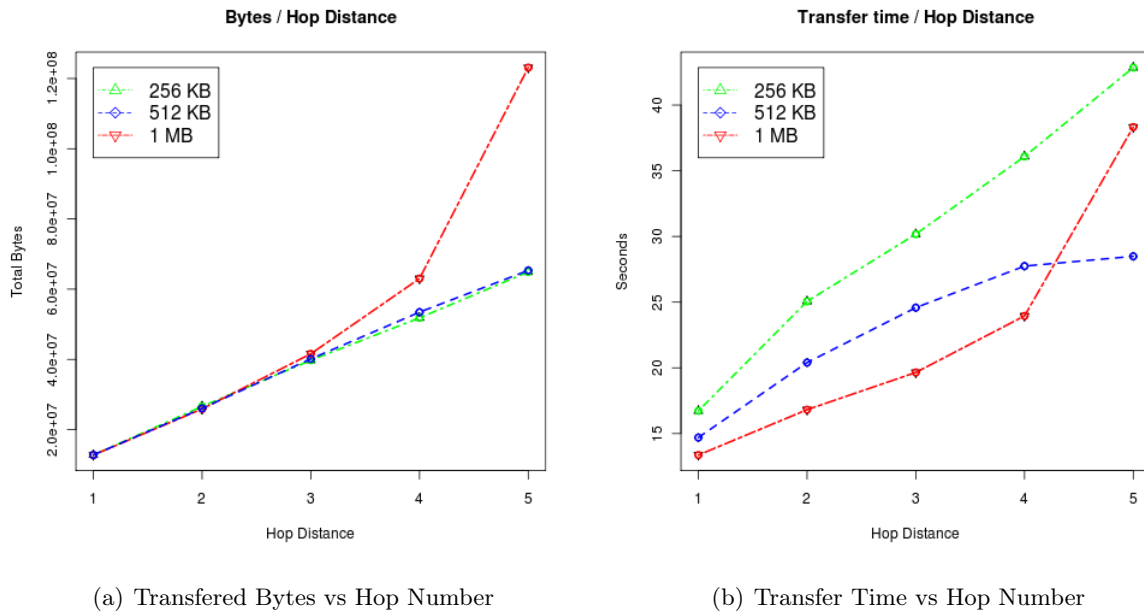 Bytes / Hop Distance
Total Bytes
1.2e+08
1.0e+08
8.0e+07
6.0e+07
4.0e+07
2.0e+07
256 KB
512 KB
1 MB
1 2 3 4 5
Hop Distance
(a) Transfered Bytes vs Hop Number
Transfer time / Hop Distance
Seconds
40
35
30
25
20
15
256 KB
512 KB
1 MB
1 2 3 4 5
Hop Distance
(b) Transfer Time vs Hop Number